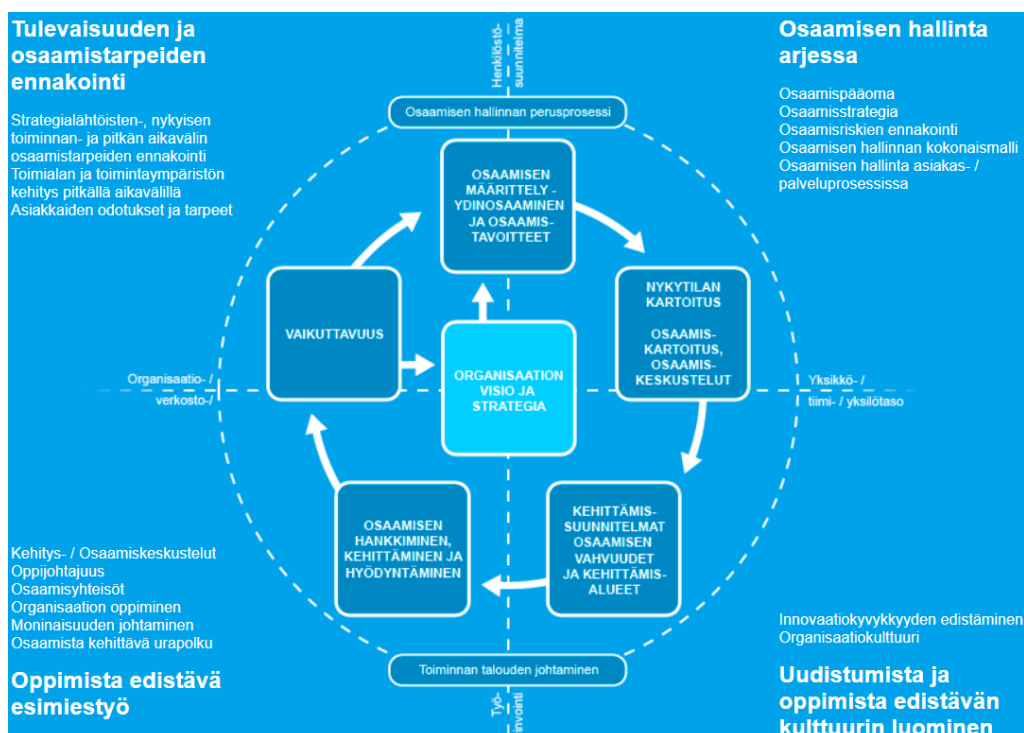 Tulevaisuuden ja
osaamistarpeiden
ennakointi
Strategialähtöisten-, nykyisen
toiminnan- ja pitkän aikavälin
osaamistarpeiden ennakointi
Toimialan ja toimintaympäristön
kehitys pitkällä aikavälillä
Asiakkaiden odotukset ja tarpeet
Henkilöstö-
suunnitelma
Osaamisen hallinta
arjessa
Osaamispääoma
Osaamisstrategia
Osaamisriskien ennakointi
Osaamisen hallinnan kokonaismalli
Osaamisen hallinta asiakas- /
palveluprosessissa
Osaamisen hallinnan perusprosessi
OSAAMISEN
MÄÄRITTELY -
YDINOSAAMINEN
JA OSAAMIS-
TAVOITTEET
NYKYTILAN
KARTOITUS
OSAAMIS-
KARTOITUS,
OSAAMIS-
KESKUSTELUT
VAIKUTTAVUUS
ORGANISAATION
VISIO JA
STRATEGIA
Organisaatio- /
verkosto-/
Yksikkö- /
tiimi- / yksilötaso
OSAAMISEN
HANKKIMINEN,
KEHITTÄMINEN JA
HYÖDYNTÄMINEN
KEHITTÄMIS-
SUUNNITELMAT
OSAAMISEN
VAHVUUDET
JA KEHITTÄMIS-
ALUEET
Kehitys- / Osaamiskeskustelut
Oppijohtajuus
Osaamisyhteisöt
Organisaation oppiminen
Moninaisuuden johtaminen
Osaamista kehittävä urapolku
Oppimista edistävä
esimiestyö
Toiminnan talouden johtaminen
Työ-
invointi
Innovaatiokyvykkyyden edistäminen
Organisaatiokulttuuri
Uudistumista ja
oppimista edistävän
kulttuurin luominen